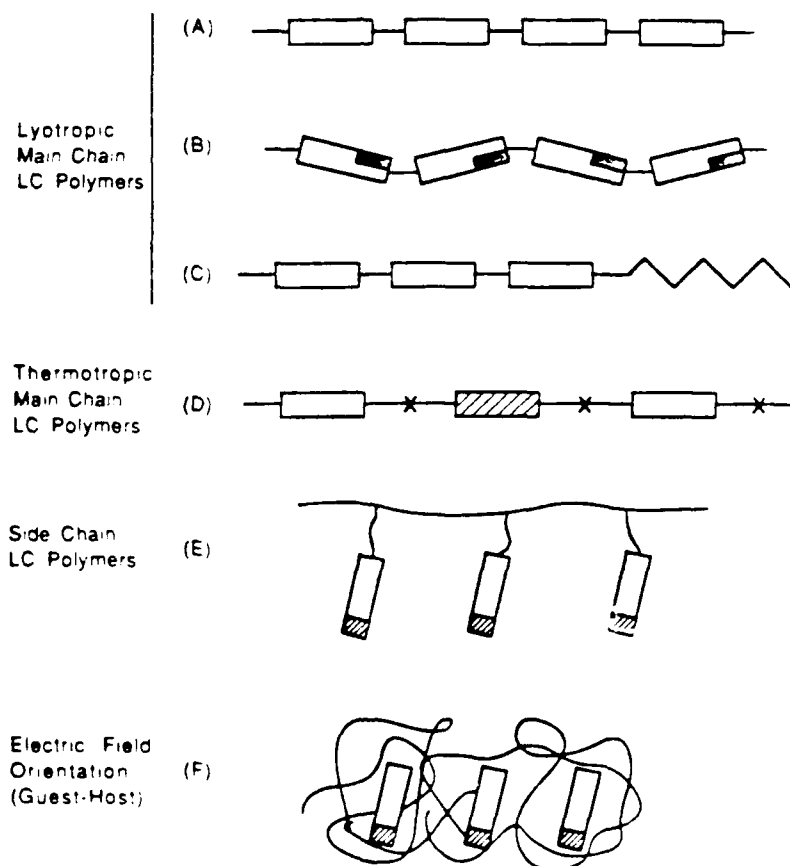 (A)
Lyotropic
Main Chain
LC Polymers
(B)
(C)
Thermotropic
Main Chain
LC Polymers
(D)
Side Chain
LC Polymers
(E)
Electric Field
Orientation
(Guest-Host)
(F)